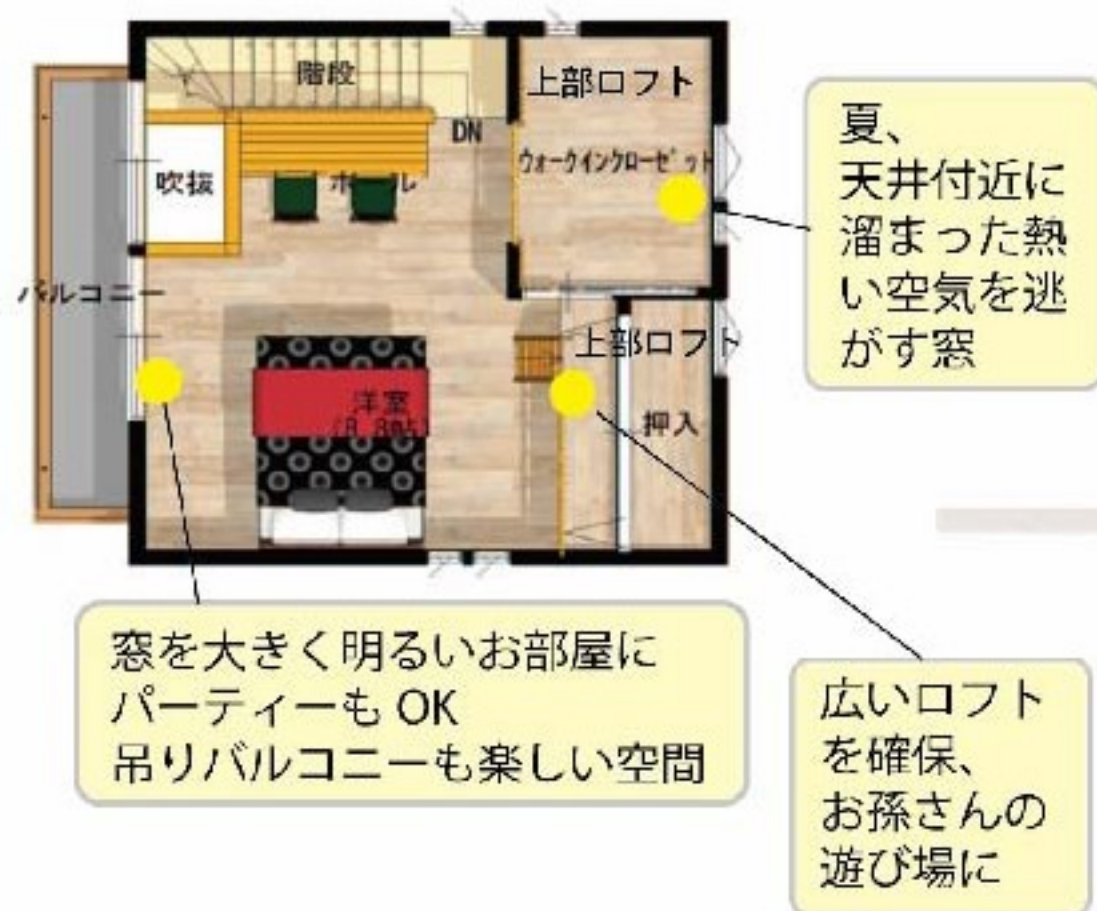 階段
上部ロフト
DN
ウォークインクローゼット
吹抜
ホール
バルコニー
上部ロフト
洋室
押入
夏、
天井付近に
溜まった熱
い空気を逃
がす窓
窓を大きく明るいお部屋に
パーティーも OK
吊りバルコニーも楽しい空間
広いロフト
を確保、
お孫さんの
遊び場に